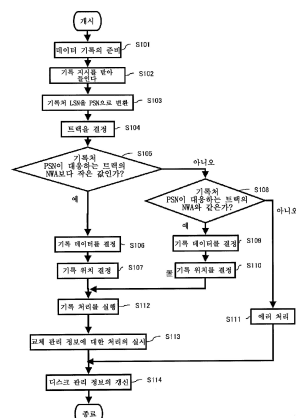 개시
S101
데이터 기록의 준비
S102
기록 지시를 받아
들인다
S103
기록처 LSN을 PSN으로 변환
S104
트랙을 결정
S105
기록처
PSN이 대응하는 트랙의
NWA보다 작은 값인가?
아니오
예
S108
기록처
PSN이 대응하는 트랙의
NWA와 같은가?
아니오
예
S106
기록 데이터를 결정
S109
기록 데이터를 결정
S107
기록 위치 결정
S110
기록 위치를 결정
S112
기록 처리를 실행
S111
에러 처리
S113
교체 관리 정보에 대한 처리의 실시
S114
디스크 관리 정보의 갱신
종료